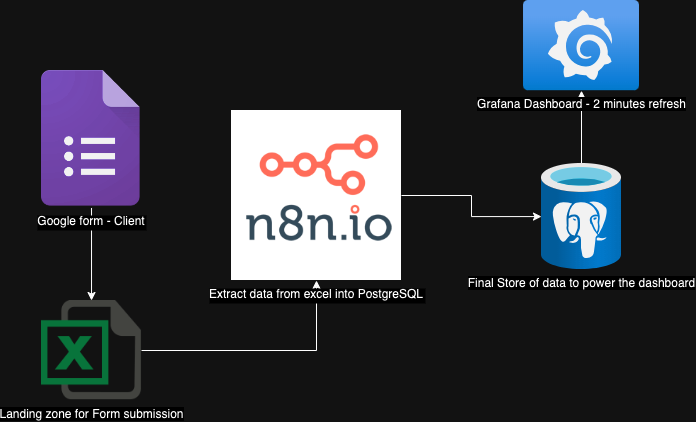 Grafana Dashboard - 2 minutes refresh
Google form - Client
n8n.io
Extract data from excel into PostgreSQL
Final Store of data to power the dashboard
X
Landing zone for Form submission